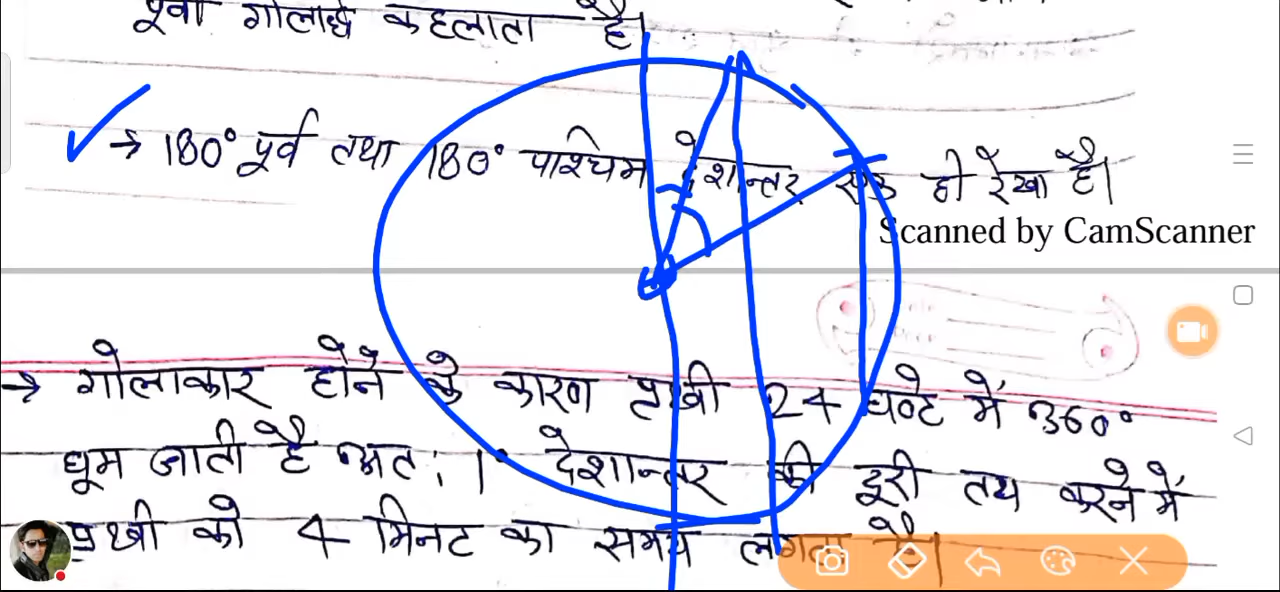 पूर्वी गोलार्द्ध कहलाता है।
→ 180° पूर्व तथा 180° पश्चिम देशान्तर एक ही रेखा है।
Scanned by CamScanner
→ गोलाकार होने के कारण पृथ्वी 24 घण्टे में 360°
घूम जाती है अतः 1° देशान्तर की दूरी तय करने में
पृथ्वी को 4 मिनट का समय लगता है।